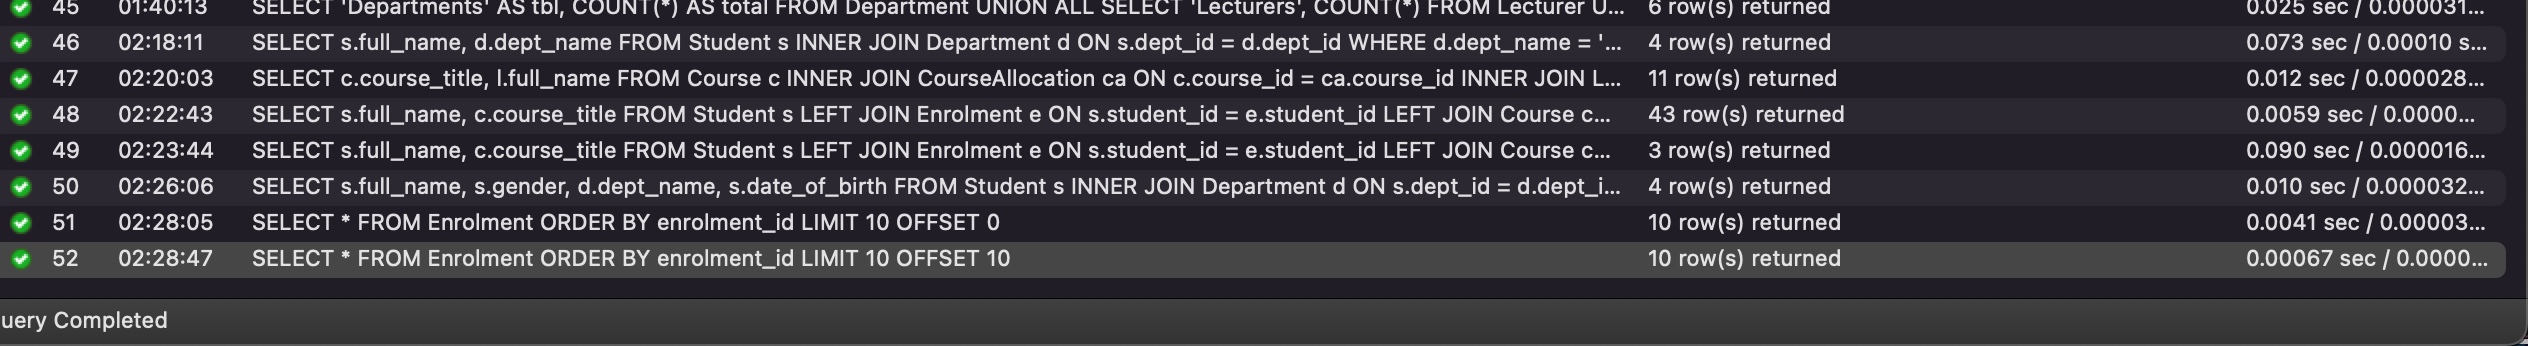 45 01:40:13 SELECT 'Departments' AS tbl, COUNT(*) AS total FROM Department UNION ALL SELECT 'Lecturers', COUNT(*) FROM Lecturer U... 6 row(s) returned 0.025 sec / 0.000031...
46 02:18:11 SELECT s.full_name, d.dept_name FROM Student s INNER JOIN Department d ON s.dept_id = d.dept_id WHERE d.dept_name = '... 4 row(s) returned 0.073 sec / 0.00010 s...
47 02:20:03 SELECT c.course_title, l.full_name FROM Course c INNER JOIN CourseAllocation ca ON c.course_id = ca.course_id INNER JOIN L... 11 row(s) returned 0.012 sec / 0.000028...
48 02:22:43 SELECT s.full_name, c.course_title FROM Student s LEFT JOIN Enrolment e ON s.student_id = e.student_id LEFT JOIN Course c... 43 row(s) returned 0.0059 sec / 0.0000...
49 02:23:44 SELECT s.full_name, c.course_title FROM Student s LEFT JOIN Enrolment e ON s.student_id = e.student_id LEFT JOIN Course c... 3 row(s) returned 0.090 sec / 0.000016...
50 02:26:06 SELECT s.full_name, s.gender, d.dept_name, s.date_of_birth FROM Student s INNER JOIN Department d ON s.dept_id = d.dept_i... 4 row(s) returned 0.010 sec / 0.000032...
51 02:28:05 SELECT * FROM Enrolment ORDER BY enrolment_id LIMIT 10 OFFSET 0 10 row(s) returned 0.0041 sec / 0.00003...
52 02:28:47 SELECT * FROM Enrolment ORDER BY enrolment_id LIMIT 10 OFFSET 10 10 row(s) returned 0.00067 sec / 0.0000...
uery Completed